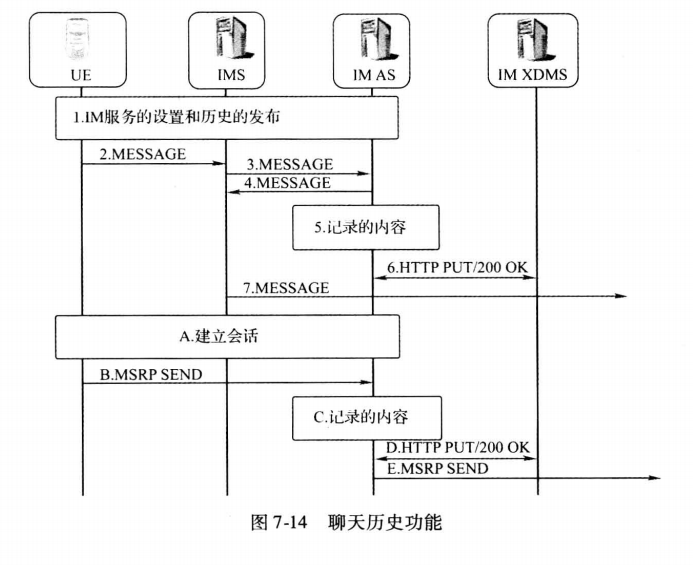 UE
IMS
IM AS
IM XDMS
1.IM服务的设置和历史的发布
2.MESSAGE
3.MESSAGE
4.MESSAGE
5.记录的内容
6.HTTP PUT/200 OK
7.MESSAGE
A.建立会话
B.MSRP SEND
C.记录的内容
D.HTTP PUT/200 OK
E.MSRP SEND
图 7-14 聊天历史功能